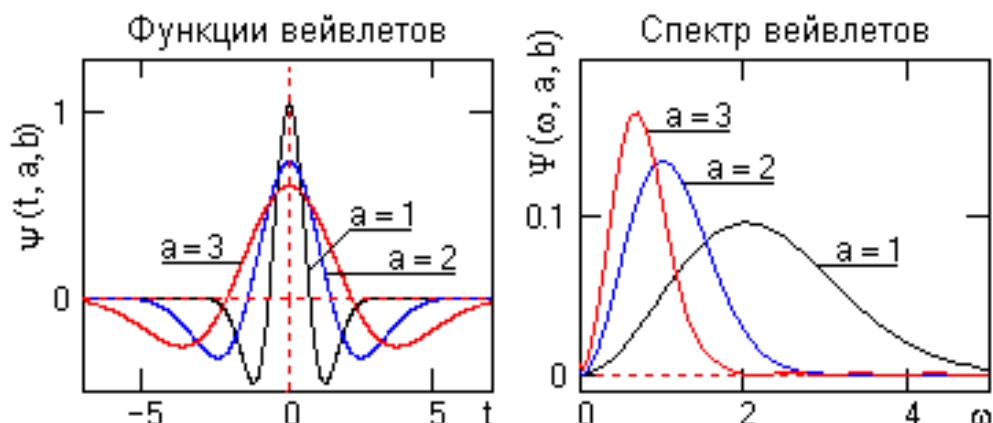 Функции вейвлетов
Ψ(t, a, b)
1
0
a = 3
a = 1
a = 2
−5
0
5
t
Спектр вейвлетов
Ψ(ω, a, b)
0.1
0
a = 3
a = 2
a = 1
0
2
4
ω